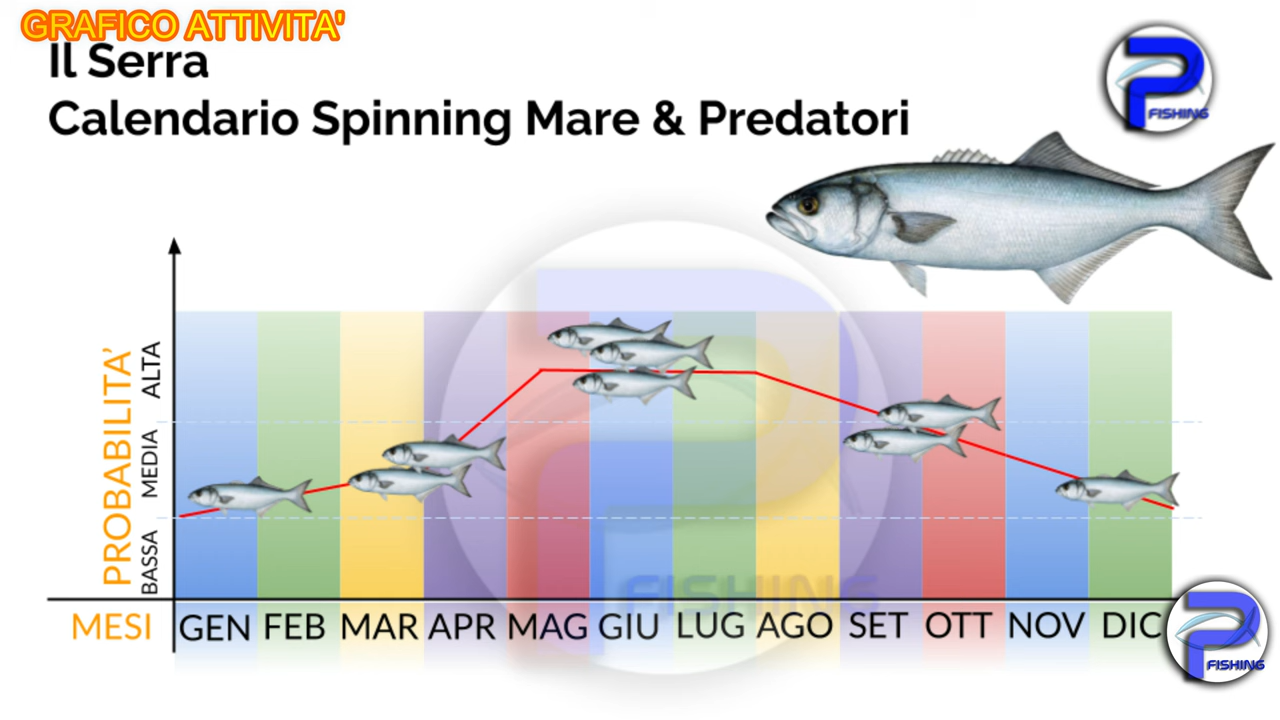 GRAFICO ATTIVITA'
Il Serra
Calendario Spinning Mare & Predatori
P
FISHING
PROBABILITA'
ALTA
MEDIA
BASSA
FISHING
MESI GEN FEB MAR APR MAG GIU LUG AGO SET OTT NOV DIC
P
FISHING